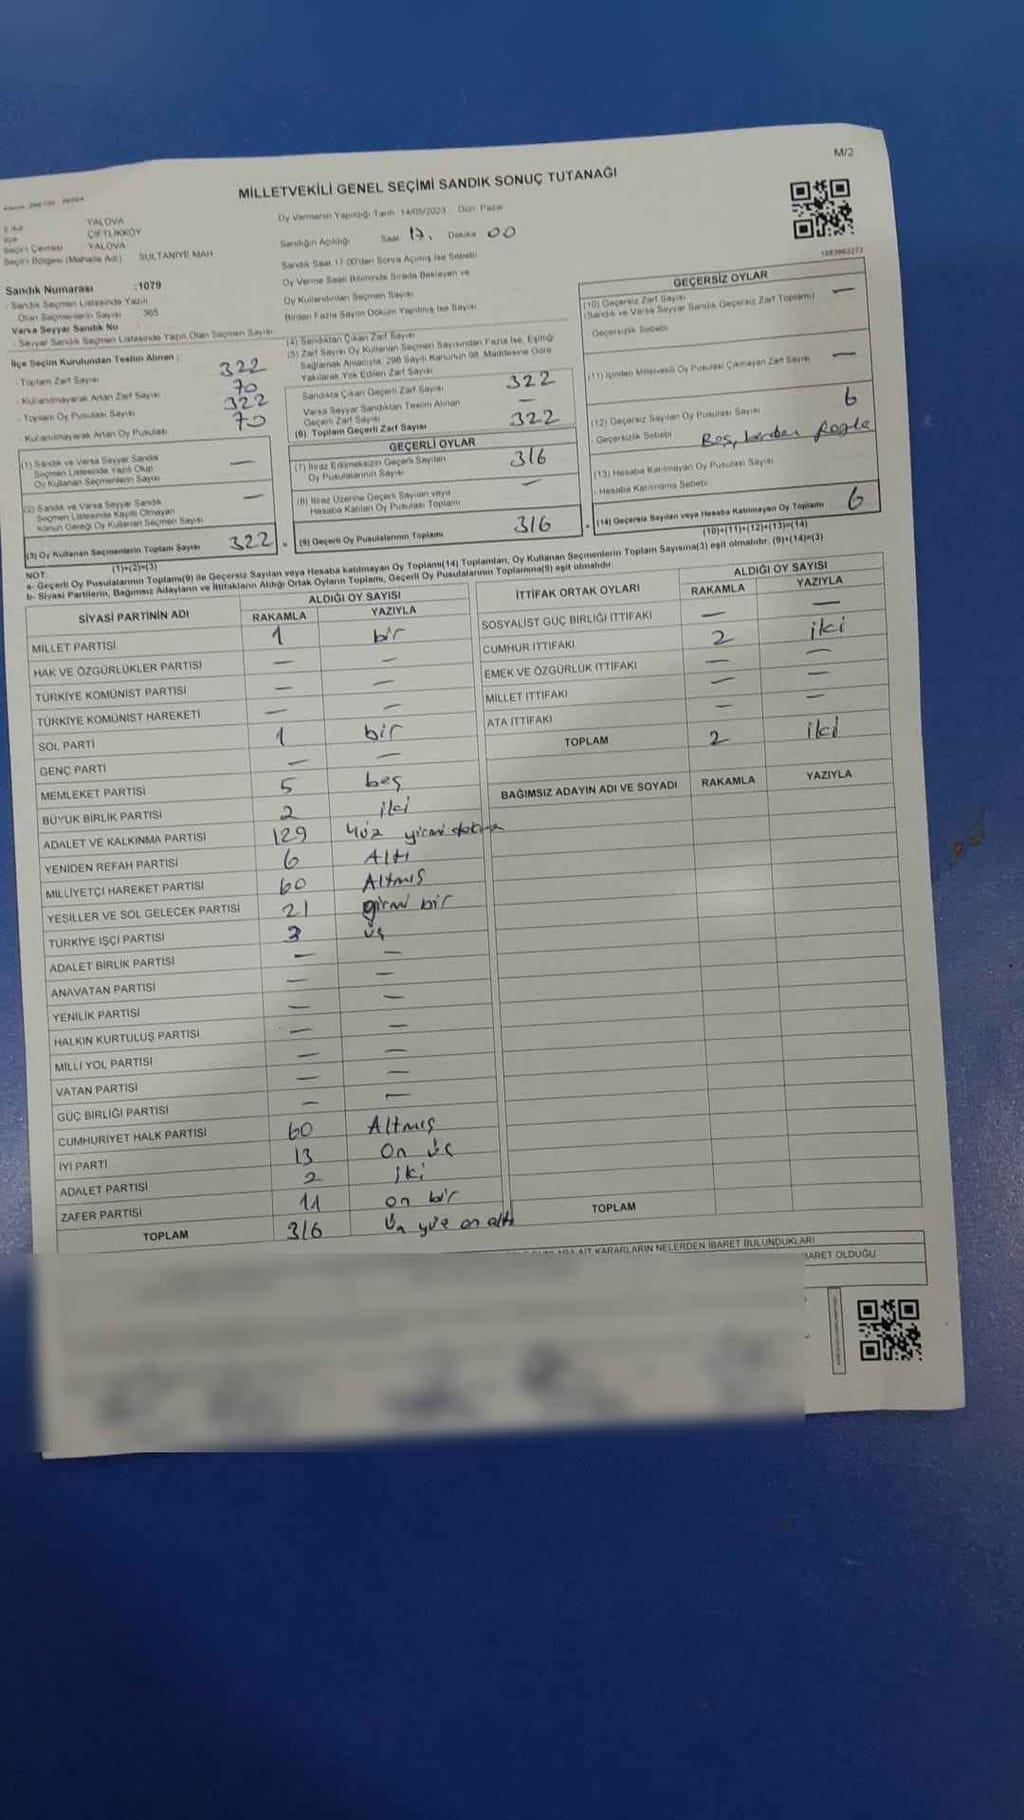 M/2
MİLLETVEKİLİ GENEL SEÇİMİ SANDIK SONUÇ TUTANAĞI
YALOVA
İlçe ÇİFTLİKKÖY
Seçim Çevresi YALOVA
Seçim Bölgesi (Mahalle Adı) SULTANİYE MAH
Sandık Numarası :1079
- Sandık Seçmen Listesinde Yazılı
Olan Seçmenlerin Sayısı 365
Varsa Seyyar Sandık No
- Seyyar Sandık Seçmen Listesinde Yazılı Olan Seçmen Sayısı
İlçe Seçim Kurulundan Teslim Alınan :
- Toplam Zarf Sayısı 322
- Kullanılmayarak Artan Zarf Sayısı 70
- Toplam Oy Pusulası Sayısı 322
- Kullanılmayarak Artan Oy Pusulası 70
(1) Sandık ve Varsa Seyyar Sandık
Seçmen Listesinde Yazılı Olup
Oy Kullanan Seçmenlerin Sayısı —
(2) Sandık ve Varsa Seyyar Sandık
Seçmen Listesinde Kayıtlı Olmayan
Kanun Gereği Oy Kullanan Seçmen Sayısı —
(3) Oy Kullanan Seçmenlerin Toplam Sayısı 322 =
(1)+(2)=(3)
Oy Vermenin Yapıldığı Tarih 14/05/2023 Gün: Pazar
Sandığın Açıldığı Saat 17. Dakika 00
Sandık Saat 17:00'den Sonra Açılmış İse Sebebi
Oy Verme Saati Bitiminde Sırada Bekleyen ve
Oy Kullandırılan Seçmen Sayısı
Birden Fazla Sayım Döküm Yapılmış İse Sayısı
(4) Sandıktan Çıkan Zarf Sayısı
(5) Zarf Sayısı Oy Kullanan Seçmen Sayısından Fazla İse, Eşitliği
Sağlamak Amacıyla, 298 Sayılı Kanunun 98. Maddesine Göre
Yakılarak Yok Edilen Zarf Sayısı
Sandıkta Çıkan Geçerli Zarf Sayısı 322
Varsa Seyyar Sandıktan Teslim Alınan
Geçerli Zarf Sayısı —
(6) Toplam Geçerli Zarf Sayısı 322
GEÇERLİ OYLAR
(7) İtiraz Edilmeksizin Geçerli Sayılan
Oy Pusulasının Sayısı 316
(8) İtiraz Üzerine Geçerli Sayılan veya
Hesaba Katılan Oy Pusulası Toplamı —
(9) Geçerli Oy Pusulalarının Toplamı 316 +
GEÇERSİZ OYLAR
(10) Geçersiz Zarf Sayısı
(Sandık ve Varsa Seyyar Sandık Geçersiz Zarf Toplamı) —
Geçersizlik Sebebi
(11) İçinden Milletvekili Oy Pusulası Çıkmayan Zarf Sayısı —
(12) Geçersiz Sayılan Oy Pusulası Sayısı 6
Geçersizlik Sebebi Boş, birden fazla
(13) Hesaba Katılmayan Oy Pusulası Sayısı
- Hesaba Katılmama Sebebi
(14) Geçersiz Sayılan veya Hesaba Katılmayan Oy Toplamı 6
(10)+(11)+(12)+(13)=(14)
NOT:
a- Geçerli Oy Pusulalarının Toplamı(9) ile Geçersiz Sayılan veya Hesaba katılmayan Oy Toplamı(14) Toplamları, Oy Kullanan Seçmenlerin Toplam Sayısına(3) eşit olmalıdır. (9)+(14)=(3)
b- Siyasi Partilerin, Bağımsız Adayların ve İttifakların Aldığı Ortak Oyların Toplamı, Geçerli Oy Pusulalarının Toplamına(9) eşit olmalıdır.
SİYASİ PARTİNİN ADI ALDIĞI OY SAYISI
RAKAMLA YAZIYLA
MİLLET PARTİSİ 1 bir
HAK VE ÖZGÜRLÜKLER PARTİSİ — —
TÜRKİYE KOMÜNİST PARTİSİ — —
TÜRKİYE KOMÜNİST HAREKETİ — —
SOL PARTİ 1 bir
GENÇ PARTİ — —
MEMLEKET PARTİSİ 5 beş
BÜYÜK BİRLİK PARTİSİ 2 iki
ADALET VE KALKINMA PARTİSİ 129 yüz yirmi dokuz
YENİDEN REFAH PARTİSİ 6 Altı
MİLLİYETÇİ HAREKET PARTİSİ 60 Altmış
YEŞİLLER VE SOL GELECEK PARTİSİ 21 yirmi bir
TÜRKİYE İŞÇİ PARTİSİ 3 üç
ADALET BİRLİK PARTİSİ — —
ANAVATAN PARTİSİ — —
YENİLİK PARTİSİ — —
HALKIN KURTULUŞ PARTİSİ — —
MİLLİ YOL PARTİSİ — —
VATAN PARTİSİ — —
GÜÇ BİRLİĞİ PARTİSİ — —
CUMHURİYET HALK PARTİSİ 60 Altmış
İYİ PARTİ 13 On üç
ADALET PARTİSİ 2 iki
ZAFER PARTİSİ 11 on bir
TOPLAM 316 Üç yüz on altı
İTTİFAK ORTAK OYLARI ALDIĞI OY SAYISI
RAKAMLA YAZIYLA
SOSYALİST GÜÇ BİRLİĞİ İTTİFAKI — —
CUMHUR İTTİFAKI 2 iki
EMEK VE ÖZGÜRLÜK İTTİFAKI — —
MİLLET İTTİFAKI — —
ATA İTTİFAKI — —
TOPLAM 2 iki
BAĞIMSIZ ADAYIN ADI VE SOYADI RAKAMLA YAZIYLA
TOPLAM
AİT KARARLARIN NELERDEN İBARET BULUNDUKLARI
BARET OLDUĞU